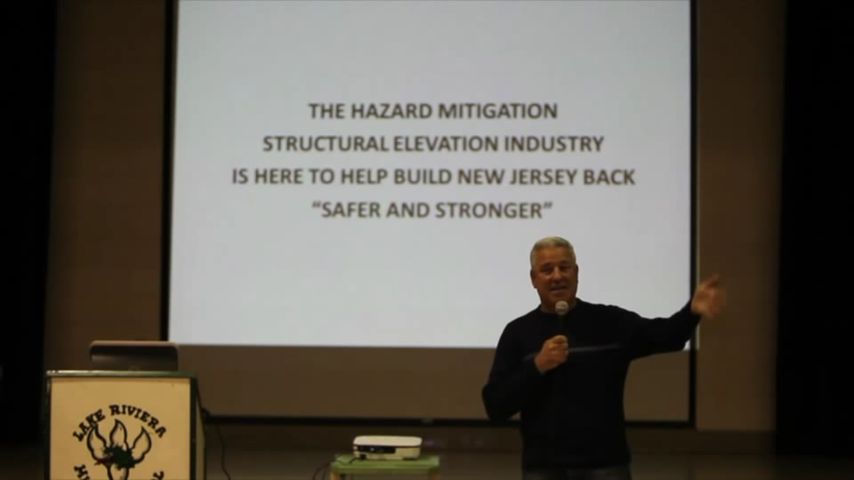 THE HAZARD MITIGATION
STRUCTURAL ELEVATION INDUSTRY
IS HERE TO HELP BUILD NEW JERSEY BACK
“SAFER AND STRONGER”
LAKE RIVIERA